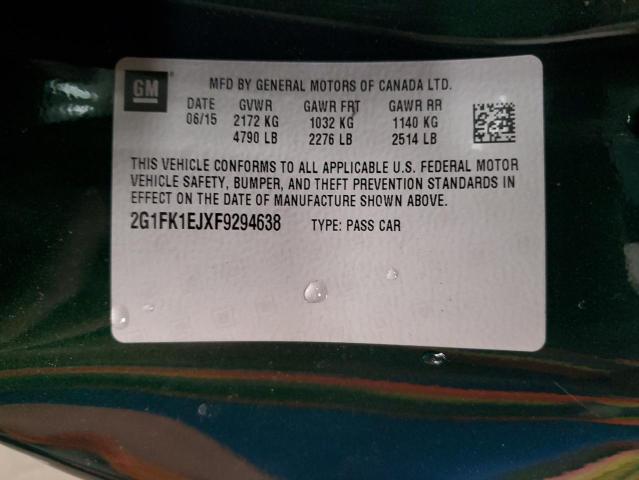 GM
MFD BY GENERAL MOTORS OF CANADA LTD.
DATE GVWR GAWR FRT GAWR RR
06/15 2172 KG 1032 KG 1140 KG
4790 LB 2276 LB 2514 LB
THIS VEHICLE CONFORMS TO ALL APPLICABLE U.S. FEDERAL MOTOR
VEHICLE SAFETY, BUMPER, AND THEFT PREVENTION STANDARDS IN
EFFECT ON THE DATE OF MANUFACTURE SHOWN ABOVE.
2G1FK1EJXF9294638 TYPE: PASS CAR